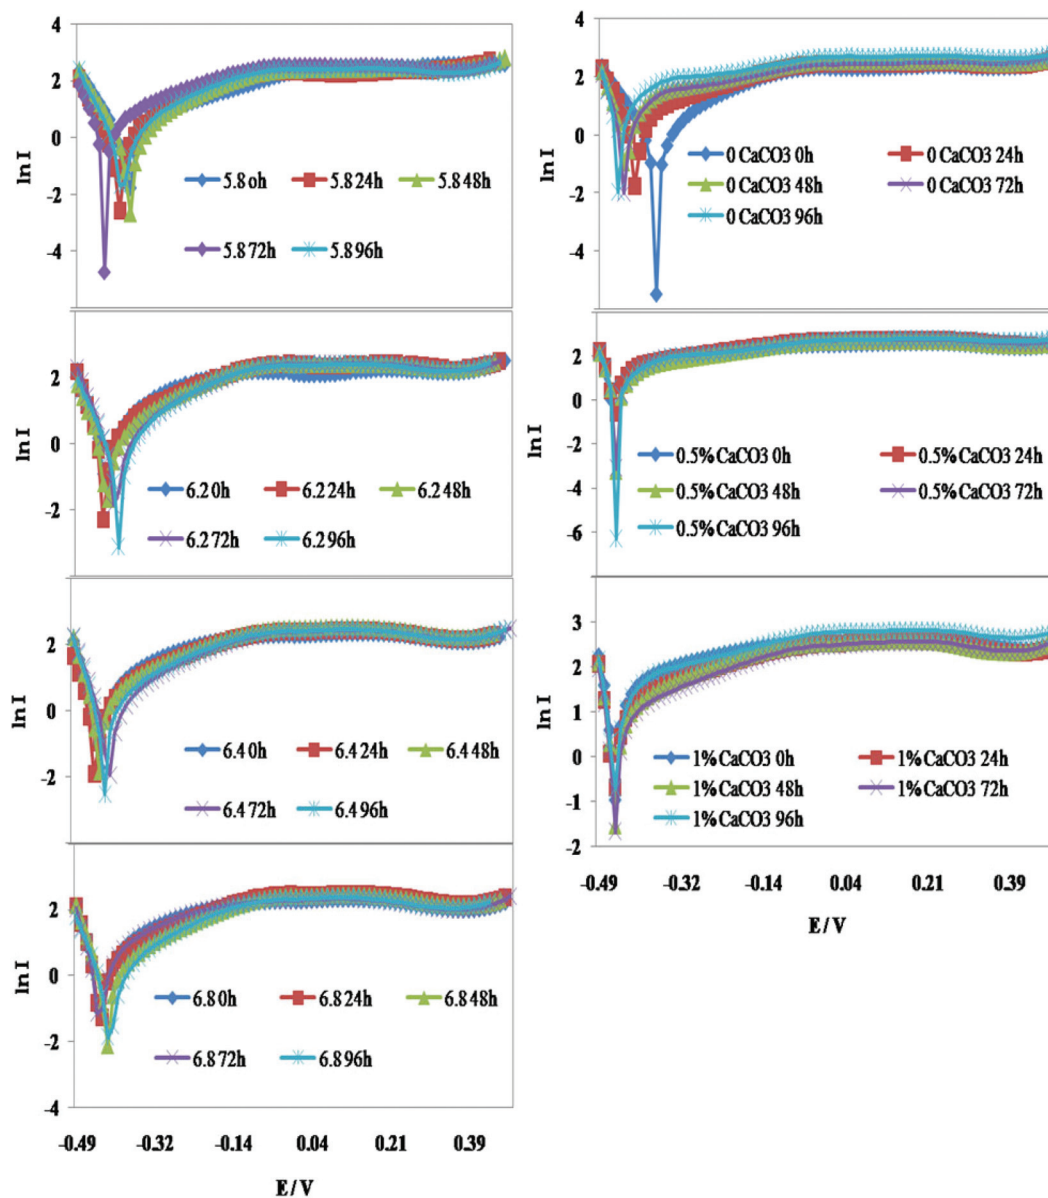 4
2
0
-2
-4
ln I
5.8 0h
5.8 24h
5.8 48h
5.8 72h
5.8 96h
2
0
-2
ln I
6.2 0h
6.2 24h
6.2 48h
6.2 72h
6.2 96h
2
0
-2
ln I
6.4 0h
6.4 24h
6.4 48h
6.4 72h
6.4 96h
2
0
-2
-4
ln I
6.8 0h
6.8 24h
6.8 48h
6.8 72h
6.8 96h
-0.49 -0.32 -0.14 0.04 0.21 0.39
E / V
4
2
0
-2
-4
ln I
0 CaCO3 0h
0 CaCO3 24h
0 CaCO3 48h
0 CaCO3 72h
0 CaCO3 96h
2
0
-2
-4
-6
ln I
0.5% CaCO3 0h
0.5% CaCO3 24h
0.5% CaCO3 48h
0.5% CaCO3 72h
0.5% CaCO3 96h
3
2
1
0
-1
-2
ln I
1% CaCO3 0h
1% CaCO3 24h
1% CaCO3 48h
1% CaCO3 72h
1% CaCO3 96h
-0.49 -0.32 -0.14 0.04 0.21 0.39
E / V